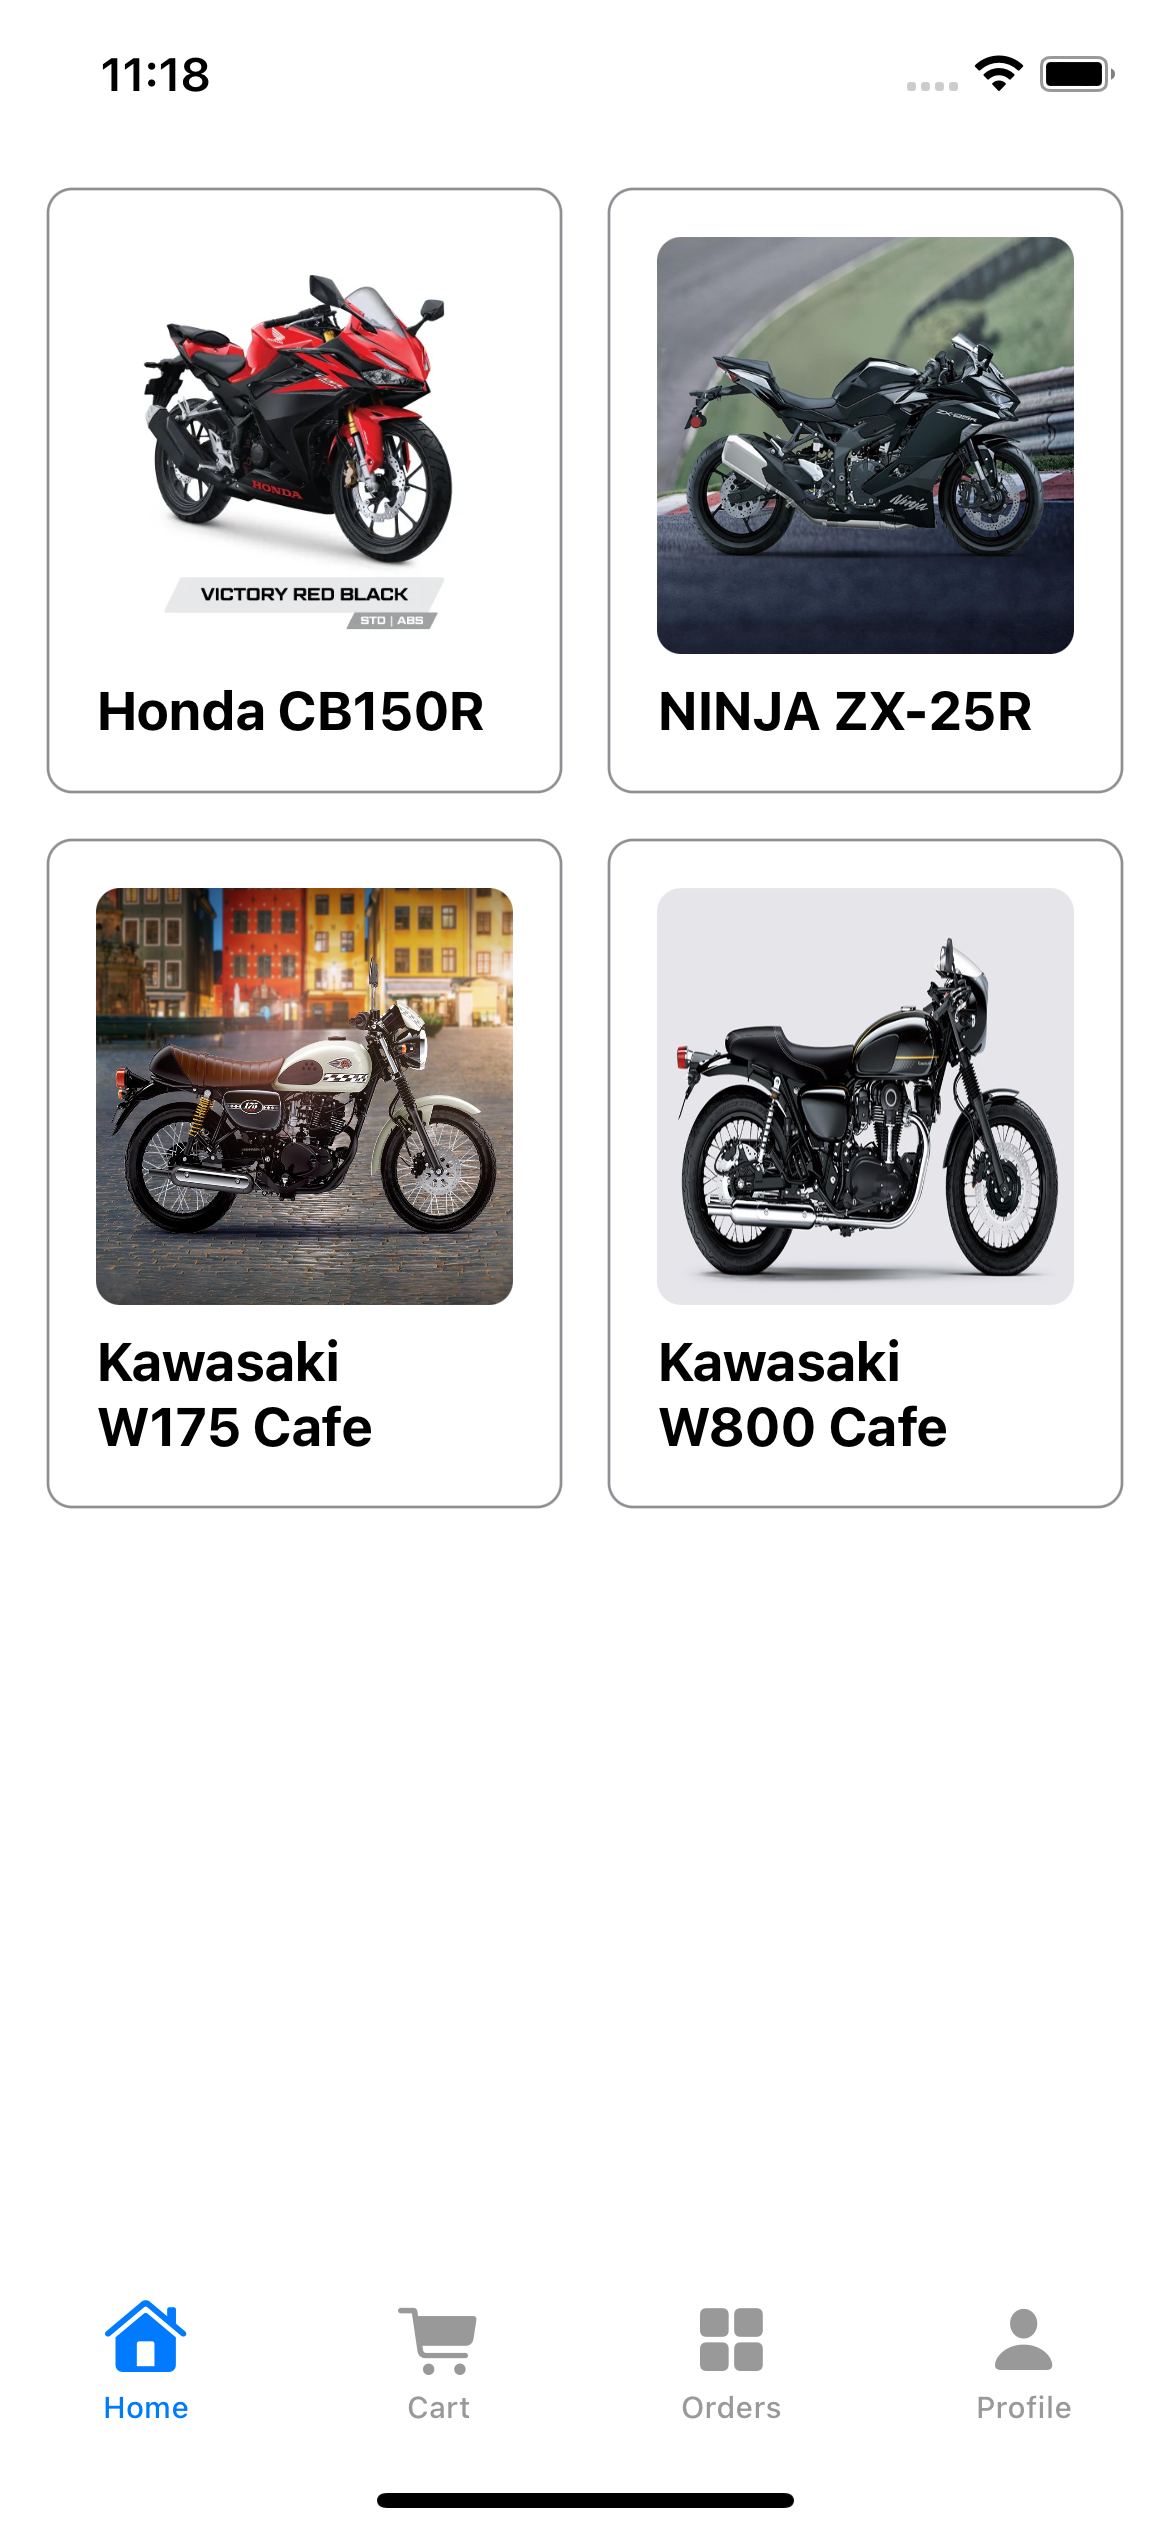 11:18
HONDA
VICTORY RED BLACK
STD | ABS
Honda CB150R
ZX-25R
Ninja
NINJA ZX-25R
Kawasaki
W175 Cafe
Kawasaki
W800 Cafe
Home
Cart
Orders
Profile